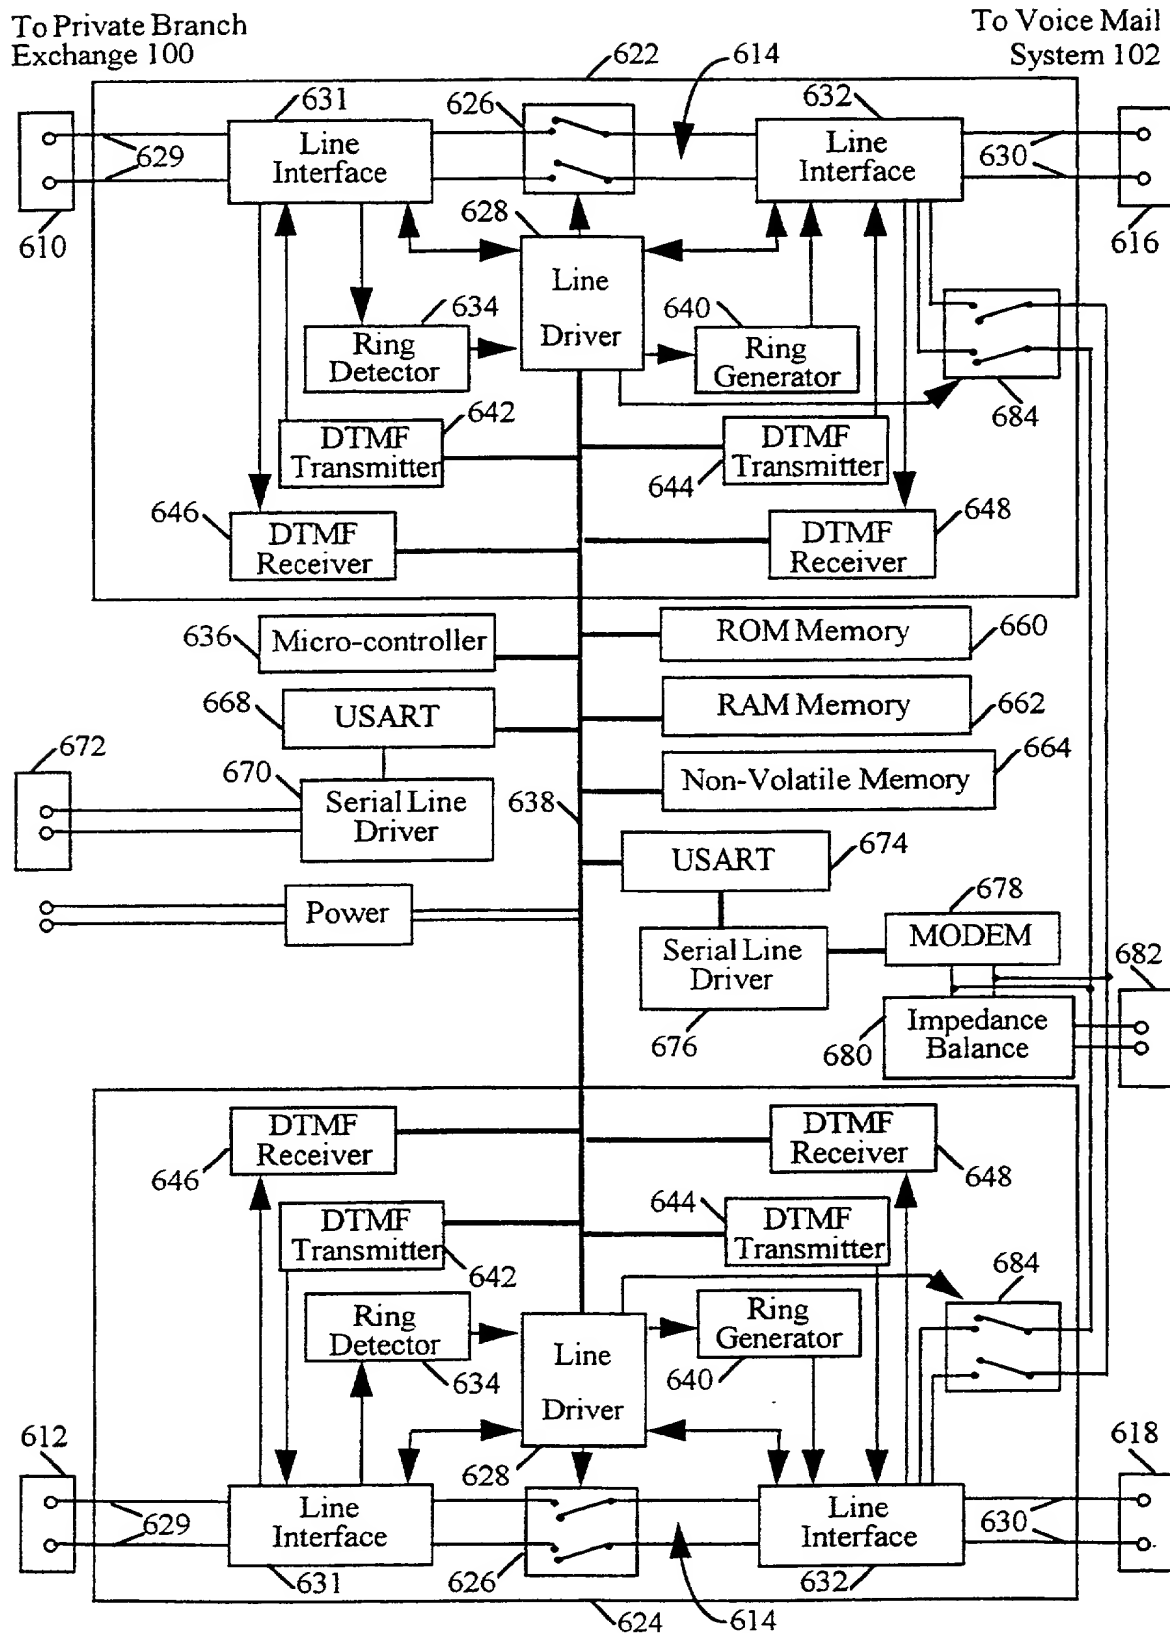 To Private Branch
Exchange 100
To Voice Mail
System 102
622
614
631
626
632
Line
Interface
Line
Interface
629
630
610
616
628
Line
Driver
634
Ring
Detector
640
Ring
Generator
684
642
DTMF
Transmitter
DTMF
Transmitter
644
646
DTMF
Receiver
648
DTMF
Receiver
636
Micro-controller
ROM Memory
660
668
USART
RAM Memory
662
672
670
Serial Line
Driver
638
Non-Volatile Memory
664
USART
674
Power
678
MODEM
682
Serial Line
Driver
676
680
Impedance
Balance
DTMF
Receiver
646
DTMF
Receiver
648
DTMF
Transmitter
642
644
DTMF
Transmitter
684
Ring
Detector
634
Line
Driver
628
Ring
Generator
640
612
618
629
Line
Interface
631
626
Line
Interface
632
630
624
614